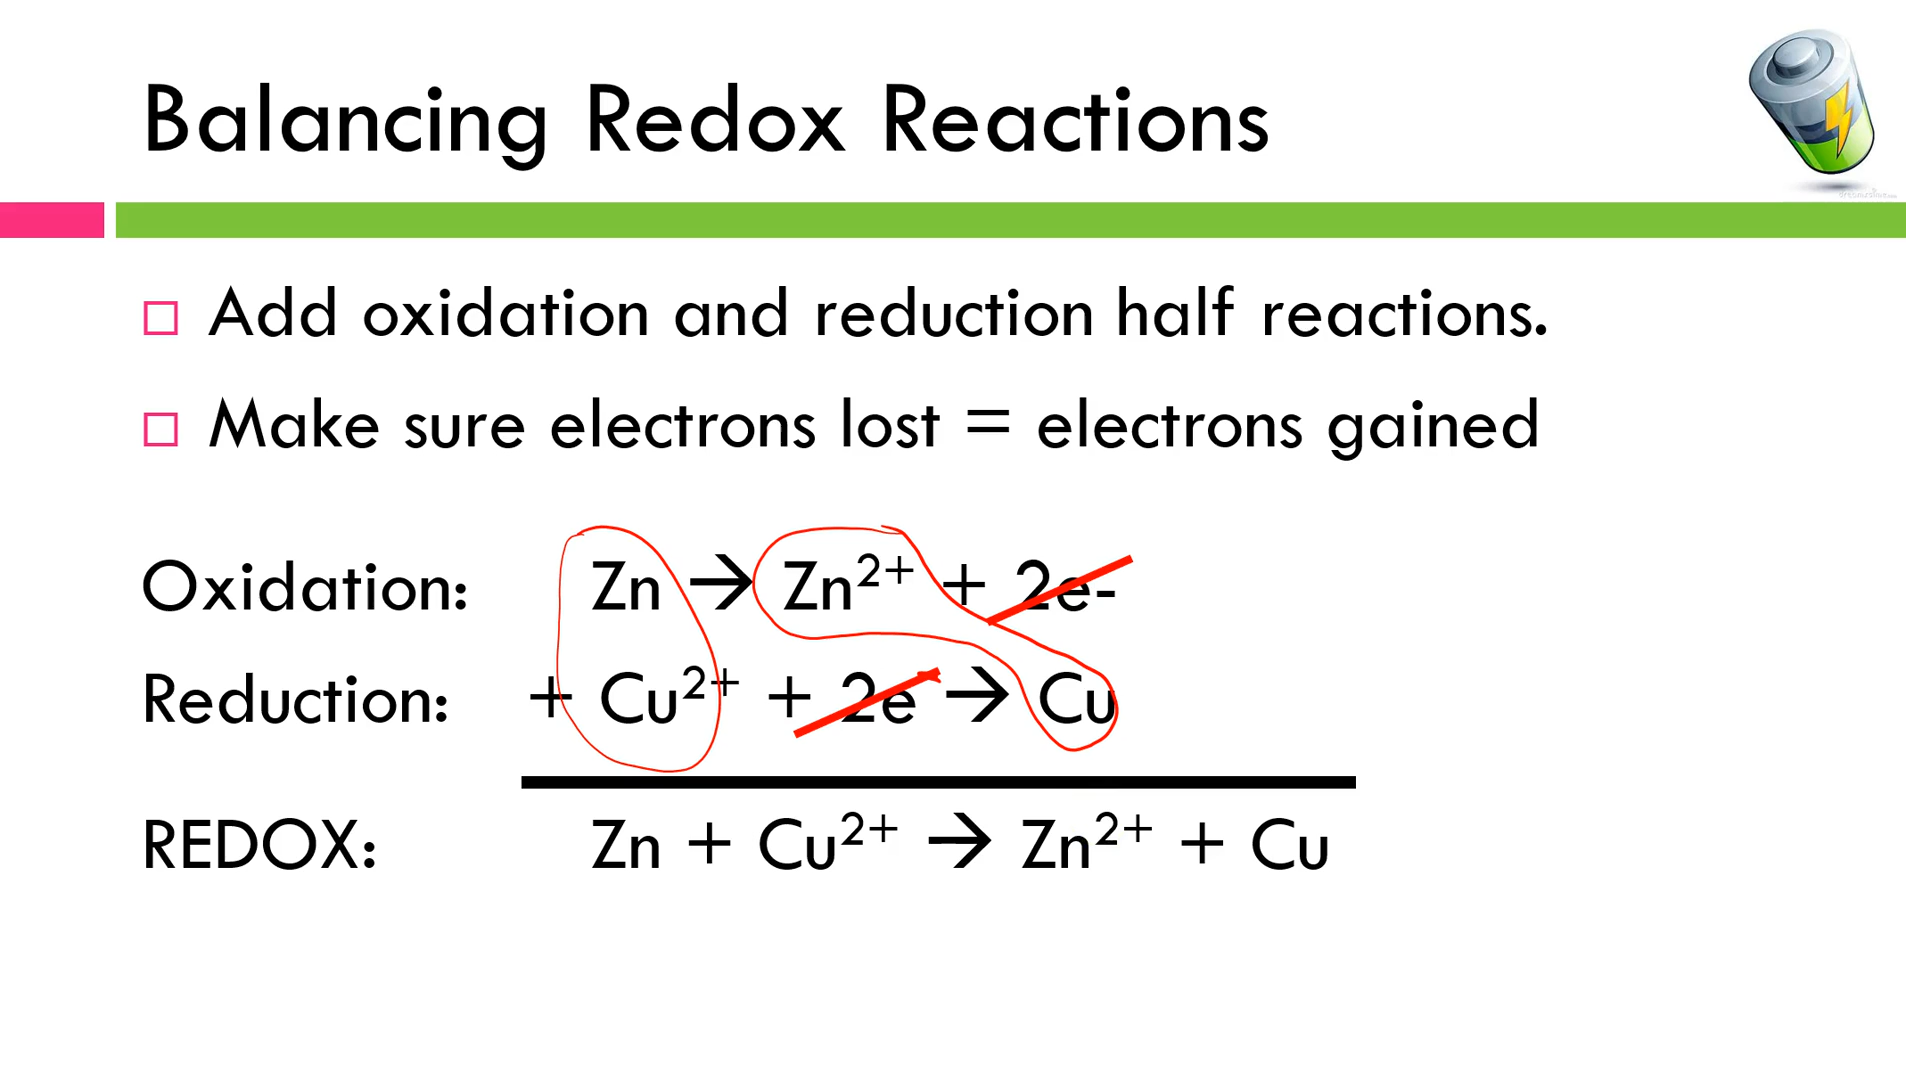 Balancing Redox Reactions
Add oxidation and reduction half reactions.
Make sure electrons lost = electrons gained
Oxidation: Zn → Zn²⁺ + 2e-
Reduction: + Cu²⁺ + 2e⁻ → Cu
REDOX: Zn + Cu²⁺ → Zn²⁺ + Cu